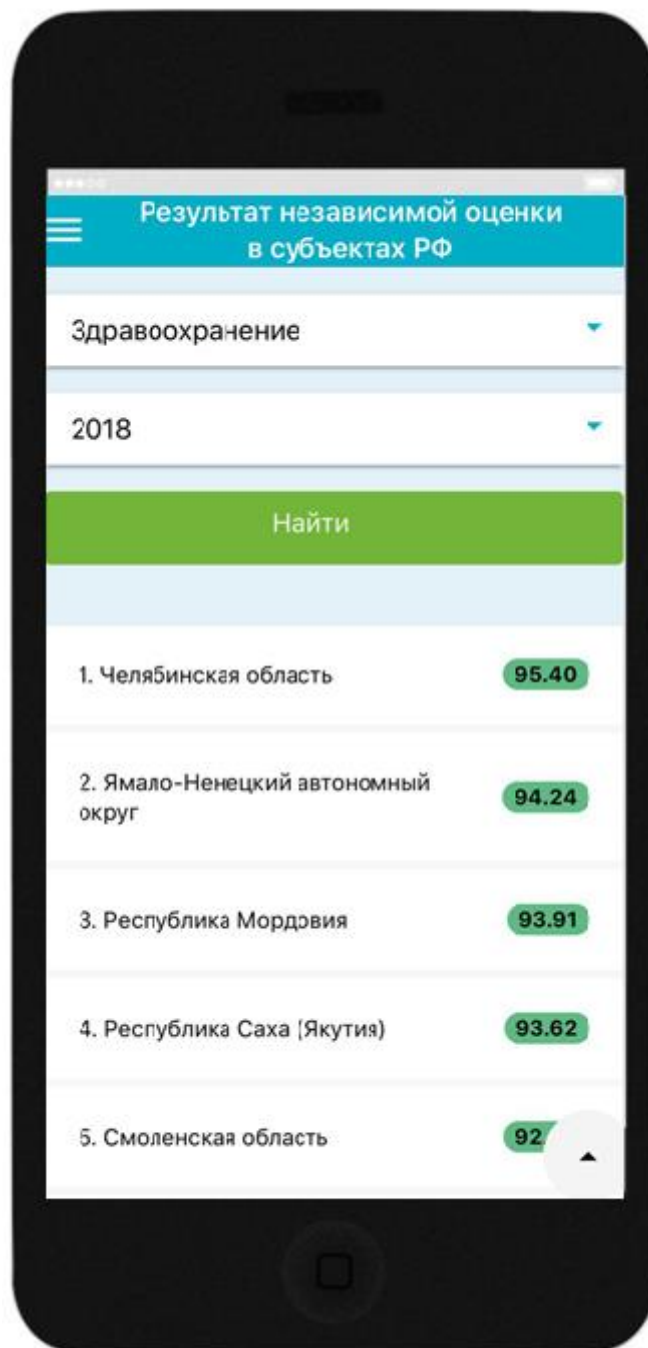 Результат независимой оценки
в субъектах РФ
Здравоохранение
2018
Найти
1. Челябинская область
95.40
2. Ямало-Ненецкий автономный
округ
94.24
3. Республика Мордовия
93.91
4. Республика Саха (Якутия)
93.62
5. Смоленская область
92.